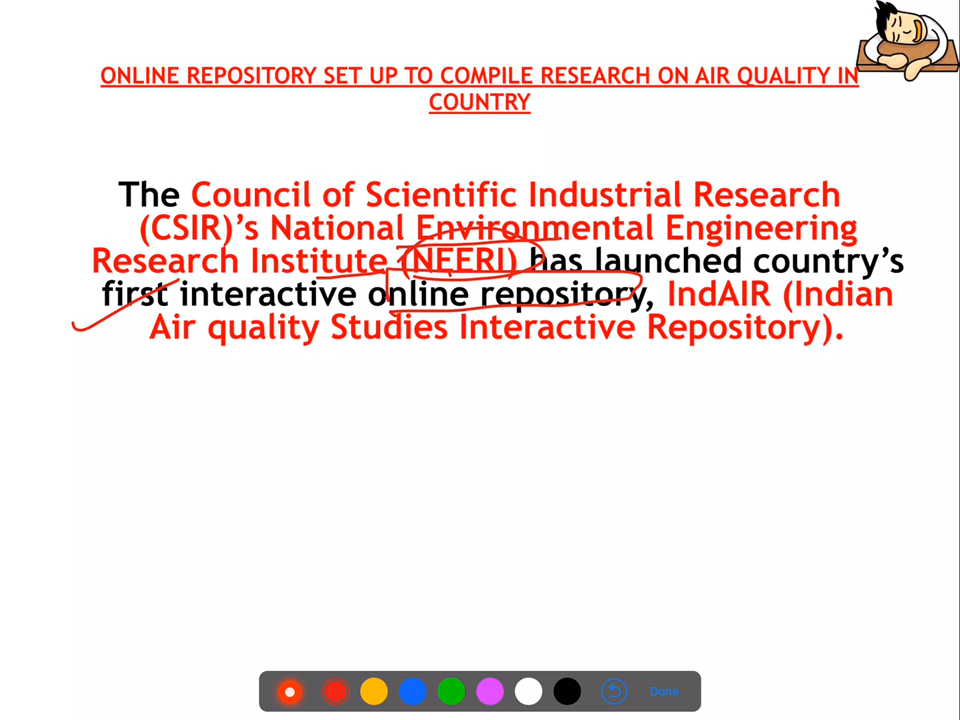 ONLINE REPOSITORY SET UP TO COMPILE RESEARCH ON AIR QUALITY IN
COUNTRY
The Council of Scientific Industrial Research
(CSIR)’s National Environmental Engineering
Research Institute (NEERI) has launched country’s
first interactive online repository, IndAIR (Indian
Air quality Studies Interactive Repository).
Done